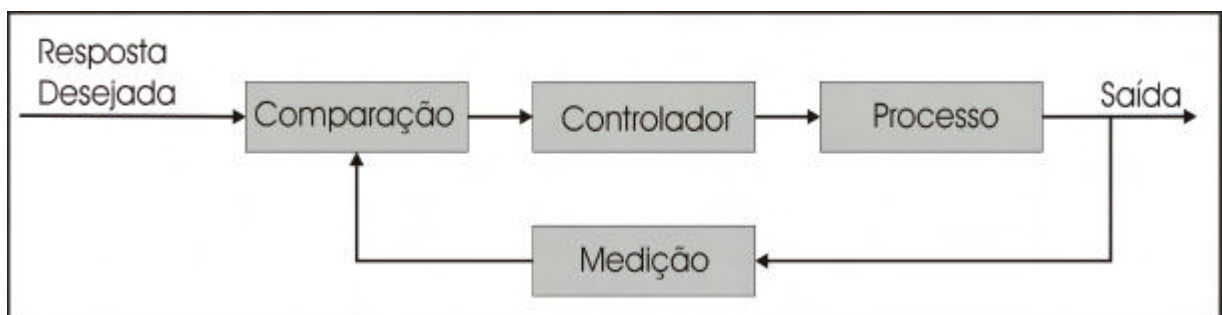 Resposta
Desejada
Comparação
Controlador
Processo
Saída
Medição